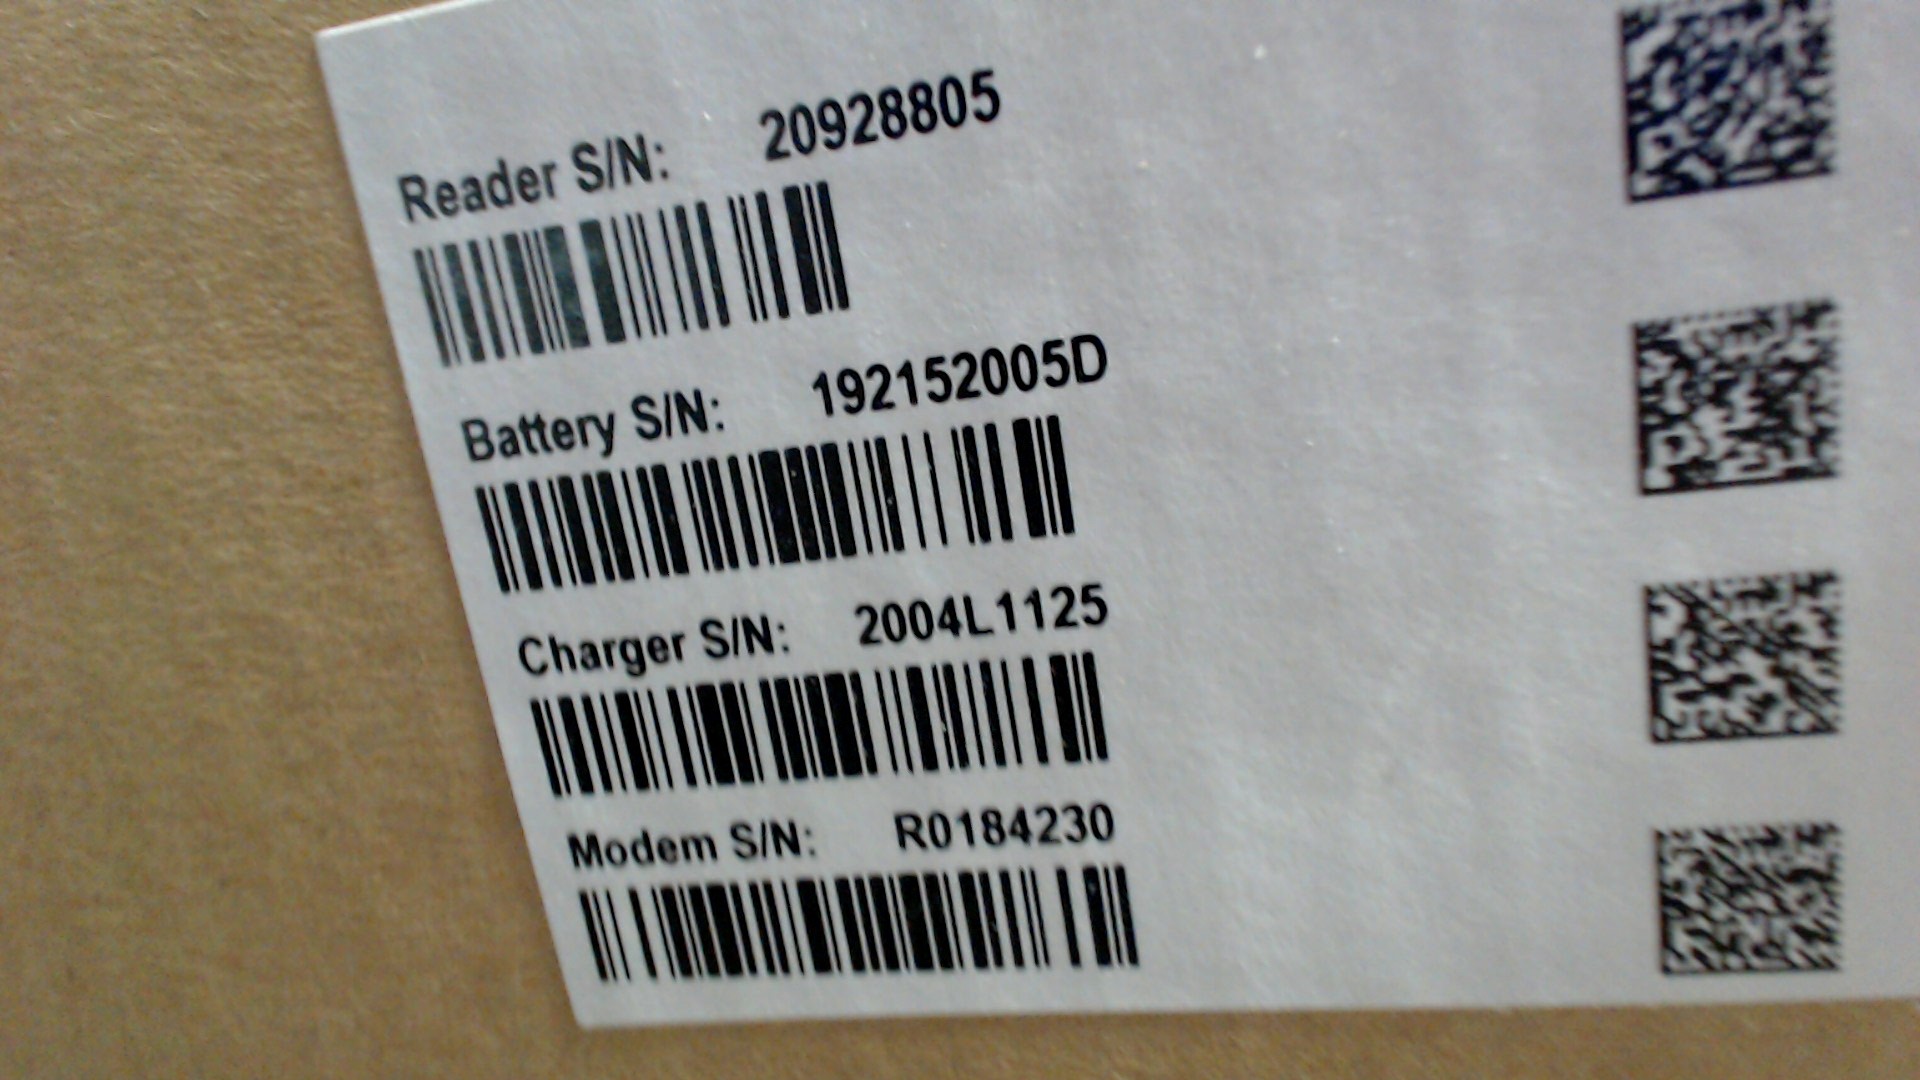 Reader S/N: 20928805
Battery S/N: 192152005D
Charger S/N: 2004L1125
Modem S/N: R0184230